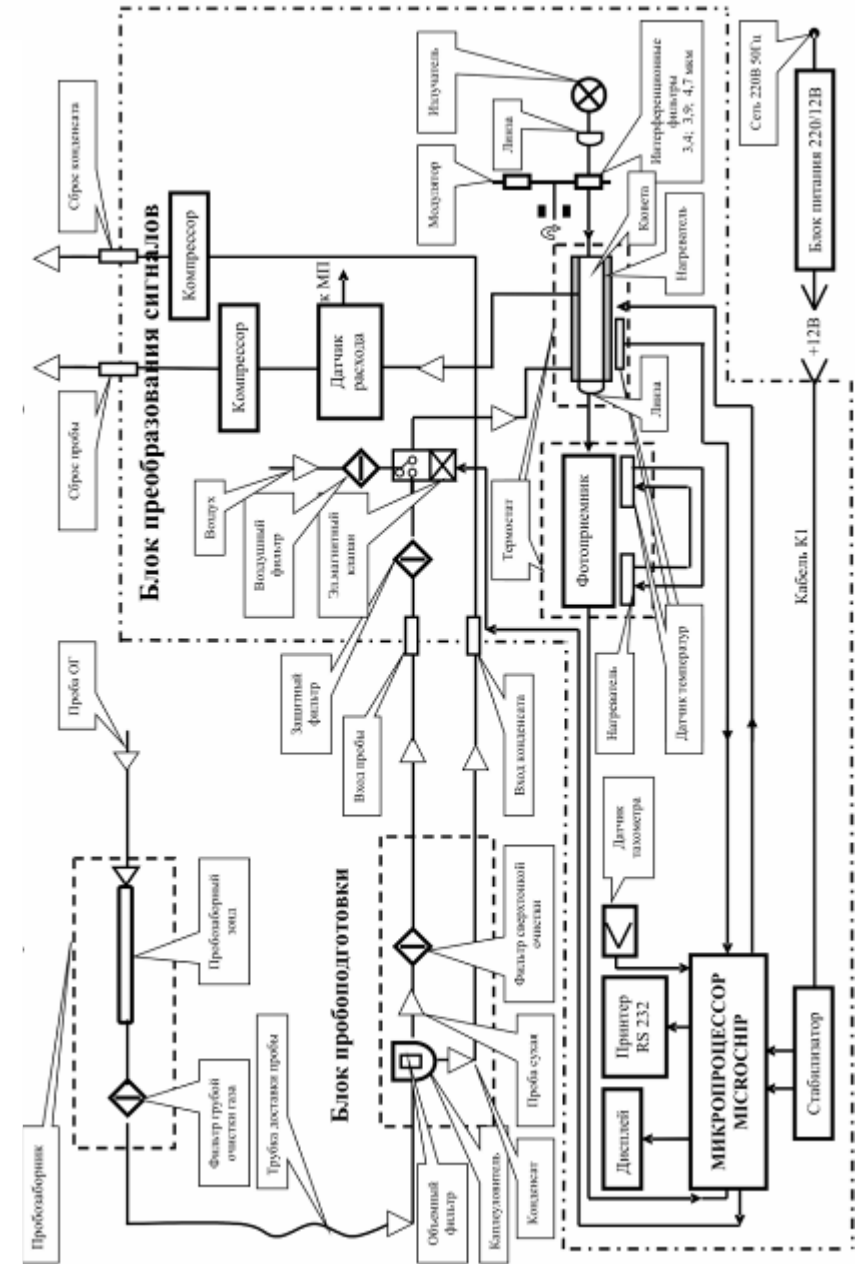 Пробозаборник
Фильтр грубой
очистки газа
Пробозаборный
зонд
Проба ОГ
Трубка доставки пробы
Блок пробоподготовки
Объемный
фильтр
Каплеуловитель
Конденсат
Проба сухая
Фильтр сверхтонкой
очистки
Вход пробы
Вход конденсата
Защитный
фильтр
Блок преобразования сигналов
Воздух
Воздушный
фильтр
Эл.магнитный
клапан
Сброс пробы
Сброс конденсата
Компрессор
Компрессор
Датчик
расхода
к МП
Термостат
Фотоприемник
Нагреватель
Датчик температур
Линза
Модулятор
Излучатель
Линза
Интерференционные
фильтры
3,4; 3,9; 4,7 мкм
Кювета
Нагреватель
Дисплей
Принтер
RS 232
Датчик
тахометра
МИКРОПРОЦЕССОР
MICROCHIP
Стабилизатор
Кабель К1
+12В
Блок питания 220/12В
Сеть 220В 50Гц